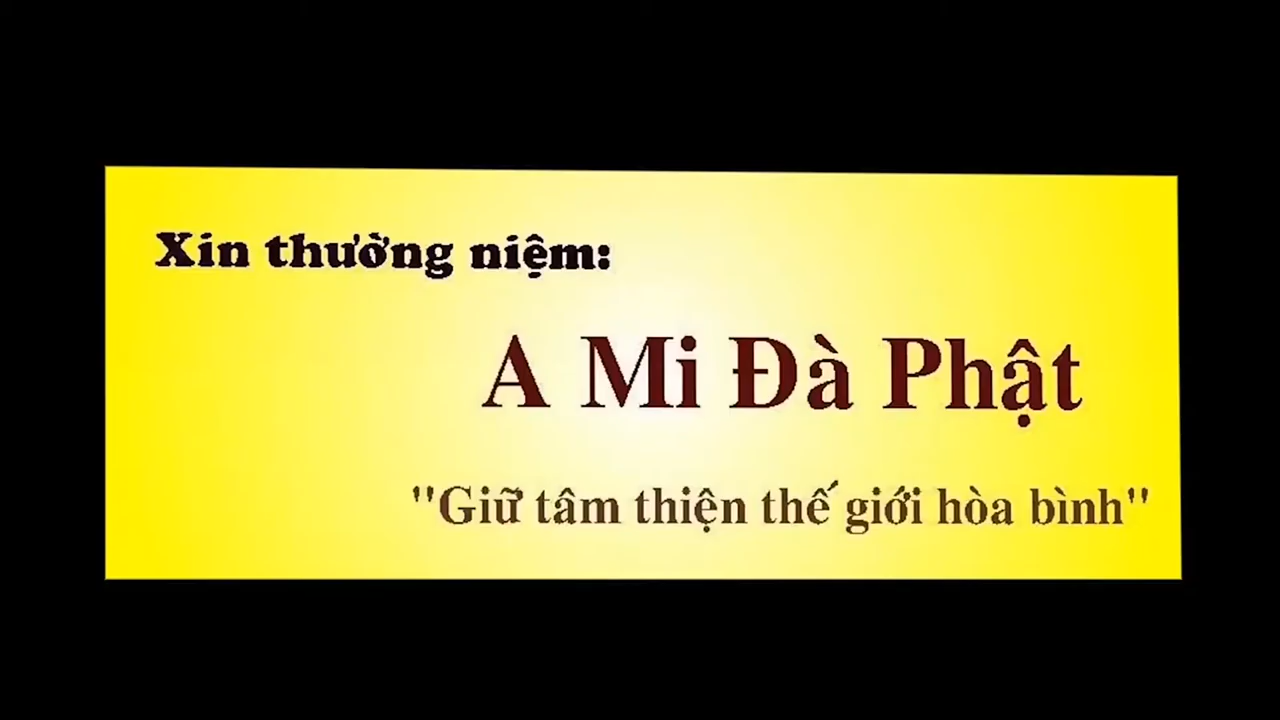 Xin thường niệm:
A Mi Đà Phật
"Giữ tâm thiện thế giới hòa bình"